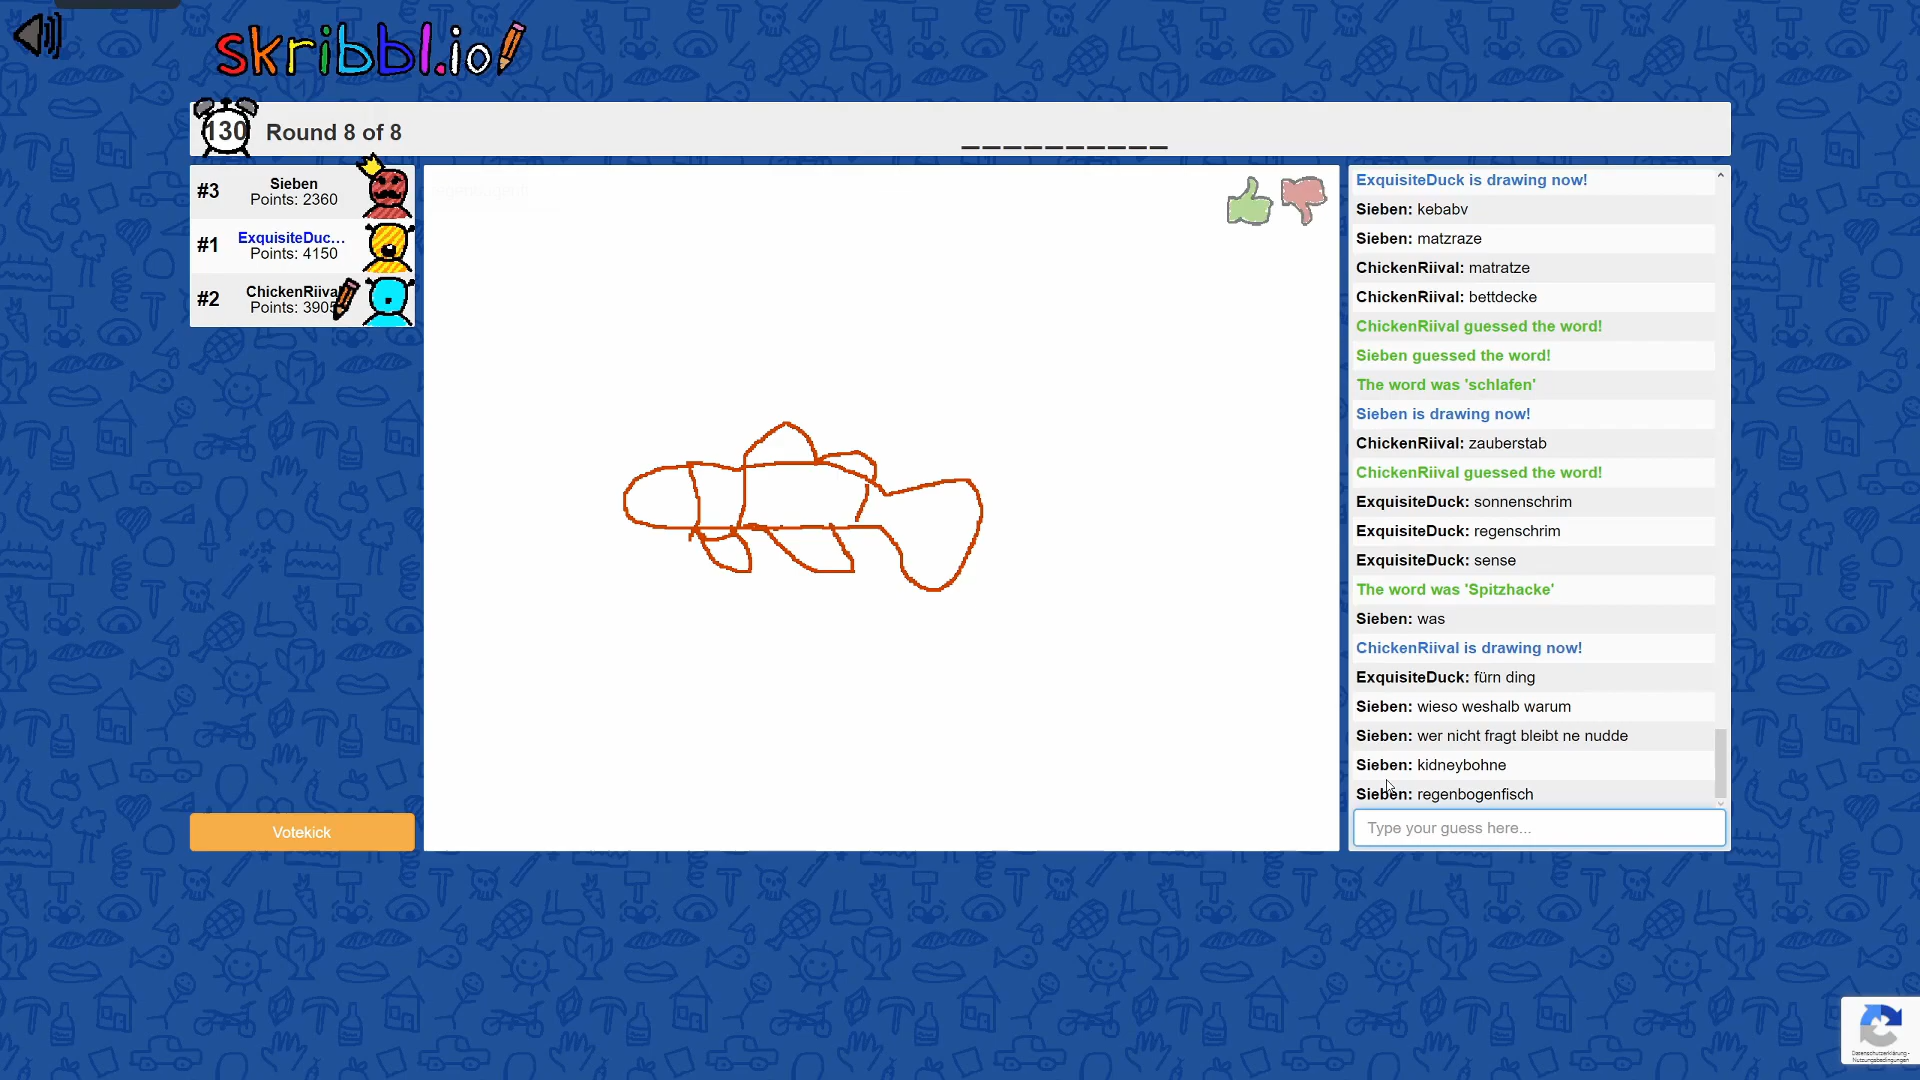 skribbl.io
130
Round 8 of 8
__________
#3
Sieben
Points: 2360
#1
ExquisiteDuc...
Points: 4150
#2
ChickenRiival
Points: 3905
Votekick
ExquisiteDuck is drawing now!
Sieben: kebabv
Sieben: matzraze
ChickenRiival: matratze
ChickenRiival: bettdecke
ChickenRiival guessed the word!
Sieben guessed the word!
The word was 'schlafen'
Sieben is drawing now!
ChickenRiival: zauberstab
ChickenRiival guessed the word!
ExquisiteDuck: sonnenschrim
ExquisiteDuck: regenschrim
ExquisiteDuck: sense
The word was 'Spitzhacke'
Sieben: was
ChickenRiival is drawing now!
ExquisiteDuck: fürn ding
Sieben: wieso weshalb warum
Sieben: wer nicht fragt bleibt ne nudde
Sieben: kidneybohne
Sieben: regenbogenfisch
Type your guess here...
Datenschutzerklärung -
Nutzungsbedingungen